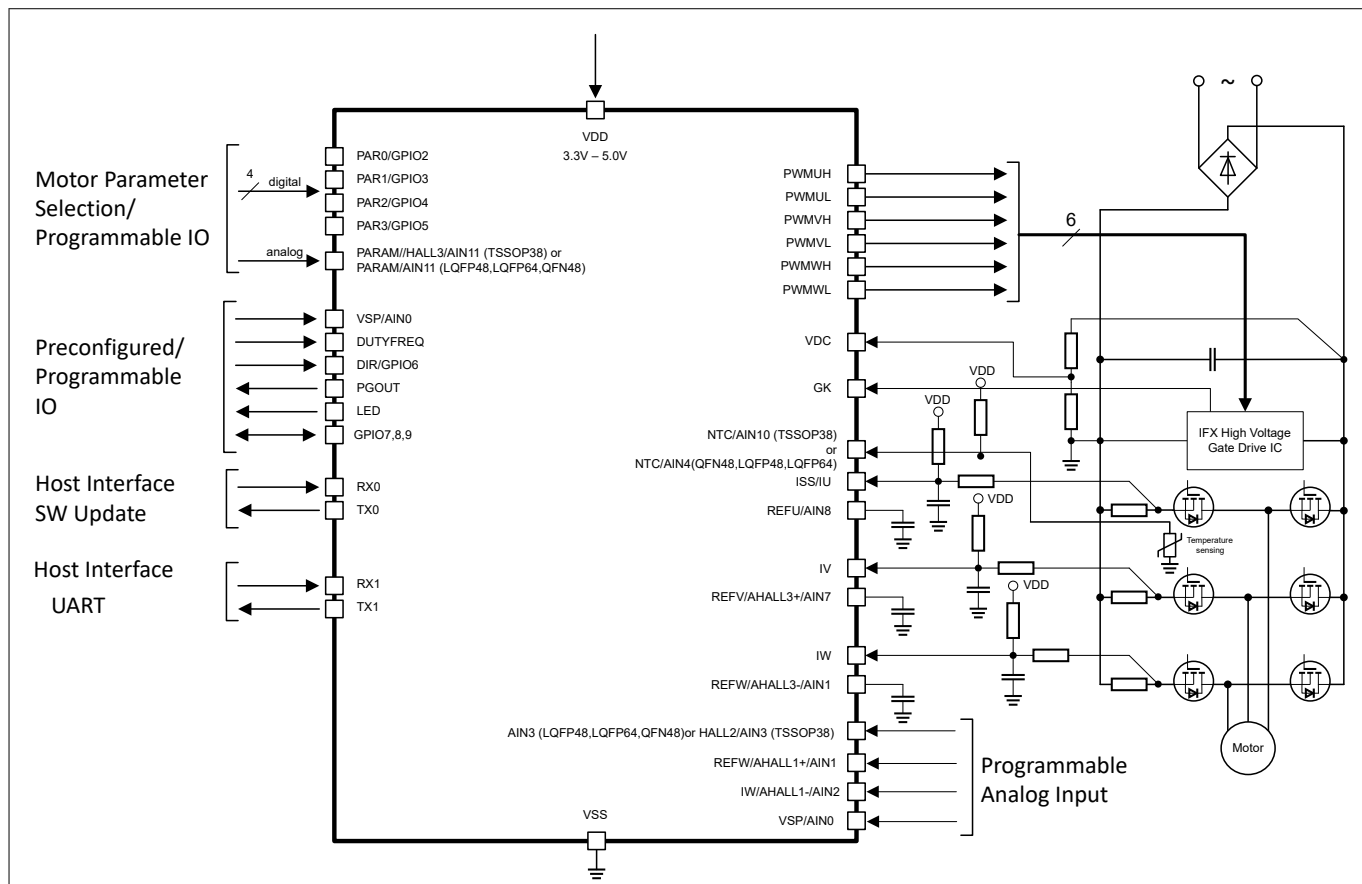 ~
VDD
3.3V – 5.0V
Motor Parameter
Selection/
Programmable IO
4
digital
analog
PAR0/GPIO2
PAR1/GPIO3
PAR2/GPIO4
PAR3/GPIO5
PARAM//HALL3/AIN11 (TSSOP38) or
PARAM/AIN11 (LQFP48,LQFP64,QFN48)
Preconfigured/
Programmable
IO
VSP/AIN0
DUTYFREQ
DIR/GPIO6
PGOUT
LED
GPIO7,8,9
Host Interface
SW Update
RX0
TX0
Host Interface
UART
RX1
TX1
VSS
PWMUH
PWMUL
PWMVH
PWMVL
PWMWH
PWMWL
6
VDC
GK
NTC/AIN10 (TSSOP38)
or
NTC/AIN4(QFN48,LQFP48,LQFP64)
ISS/IU
REFU/AIN8
IV
REFV/AHALL3+/AIN7
IW
REFW/AHALL3-/AIN1
AIN3 (LQFP48,LQFP64,QFN48)or HALL2/AIN3 (TSSOP38)
REFW/AHALL1+/AIN1
IW/AHALL1-/AIN2
VSP/AIN0
Programmable
Analog Input
VDD
VDD
VDD
VDD
IFX High Voltage
Gate Drive IC
Temperature
sensing
Motor